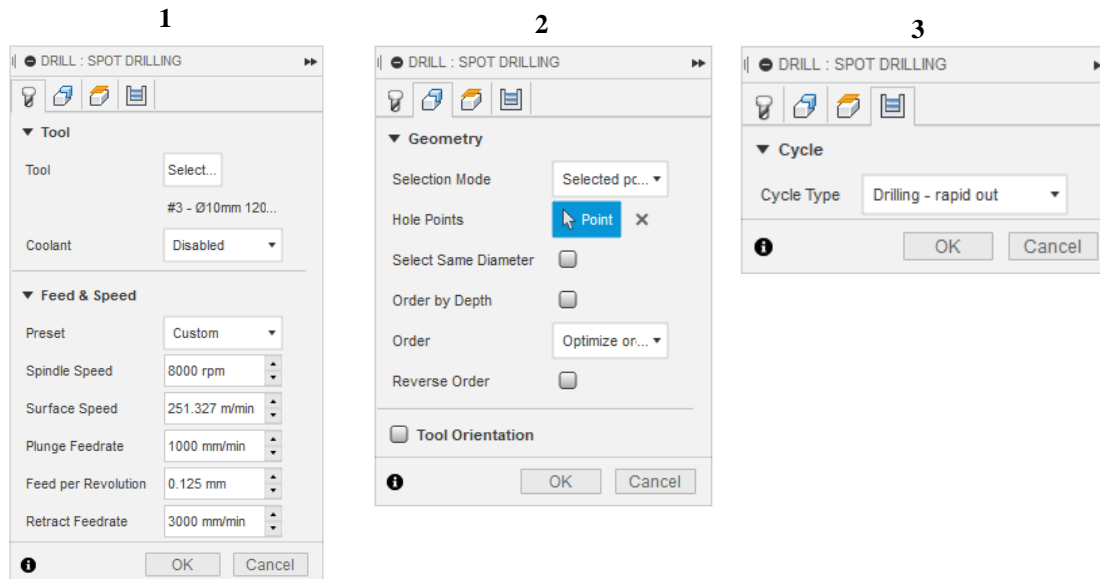 1
DRILL : SPOT DRILLING
Tool
Tool Select...
#3 - Ø10mm 120...
Coolant Disabled
Feed & Speed
Preset Custom
Spindle Speed 8000 rpm
Surface Speed 251.327 m/min
Plunge Feedrate 1000 mm/min
Feed per Revolution 0.125 mm
Retract Feedrate 3000 mm/min
OK Cancel
2
DRILL : SPOT DRILLING
Geometry
Selection Mode Selected pc...
Hole Points Point
Select Same Diameter
Order by Depth
Order Optimize or...
Reverse Order
Tool Orientation
OK Cancel
3
DRILL : SPOT DRILLING
Cycle
Cycle Type Drilling - rapid out
OK Cancel